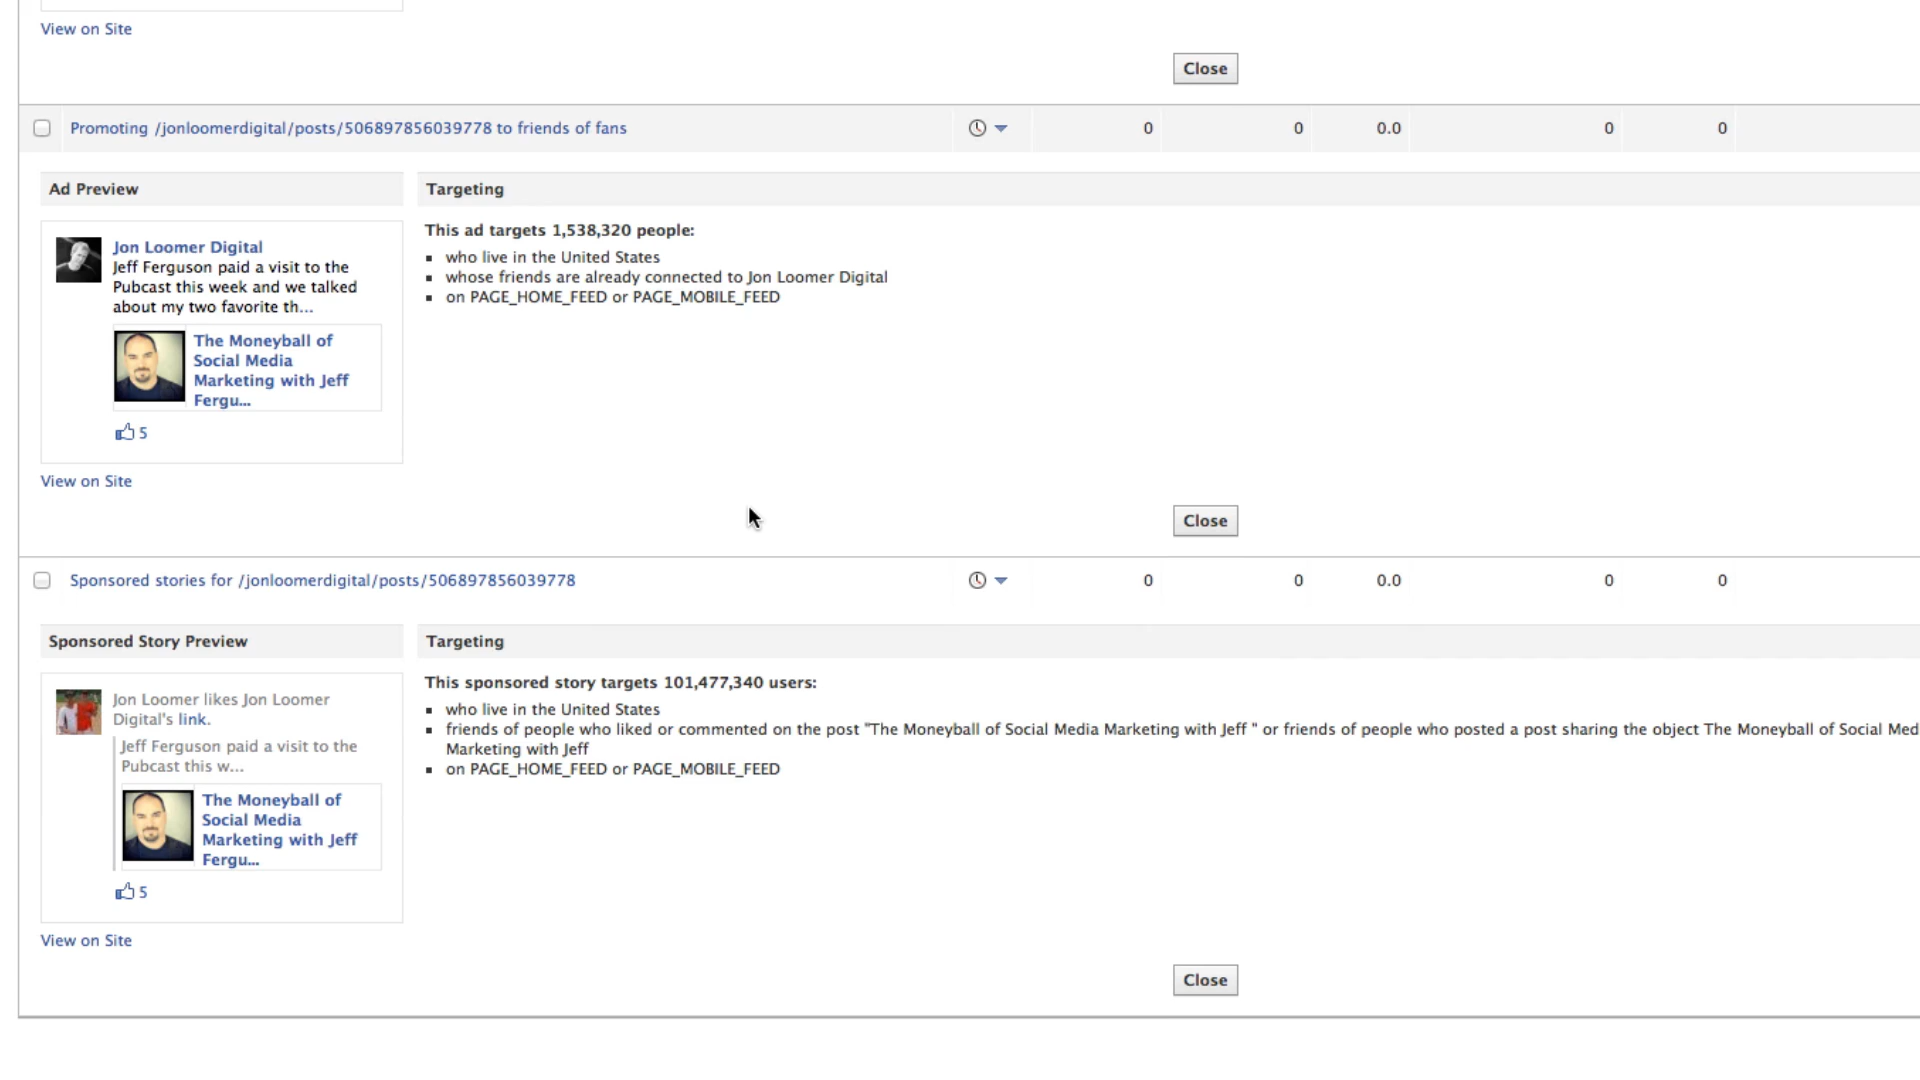 View on Site
Close
Promoting /jonloomerdigital/posts/506897856039778 to friends of fans 0 0 0.0 0 0
Ad Preview Targeting
Jon Loomer Digital
Jeff Ferguson paid a visit to the
Pubcast this week and we talked
about my two favorite th...
The Moneyball of
Social Media
Marketing with Jeff
Fergu...
5
This ad targets 1,538,320 people:
who live in the United States
whose friends are already connected to Jon Loomer Digital
on PAGE_HOME_FEED or PAGE_MOBILE_FEED
View on Site
Close
Sponsored stories for /jonloomerdigital/posts/506897856039778 0 0 0.0 0 0
Sponsored Story Preview Targeting
Jon Loomer likes Jon Loomer
Digital's link.
Jeff Ferguson paid a visit to the
Pubcast this w...
The Moneyball of
Social Media
Marketing with Jeff
Fergu...
5
This sponsored story targets 101,477,340 users:
who live in the United States
friends of people who liked or commented on the post "The Moneyball of Social Media Marketing with Jeff " or friends of people who posted a post sharing the object The Moneyball of Social Med
Marketing with Jeff
on PAGE_HOME_FEED or PAGE_MOBILE_FEED
View on Site
Close